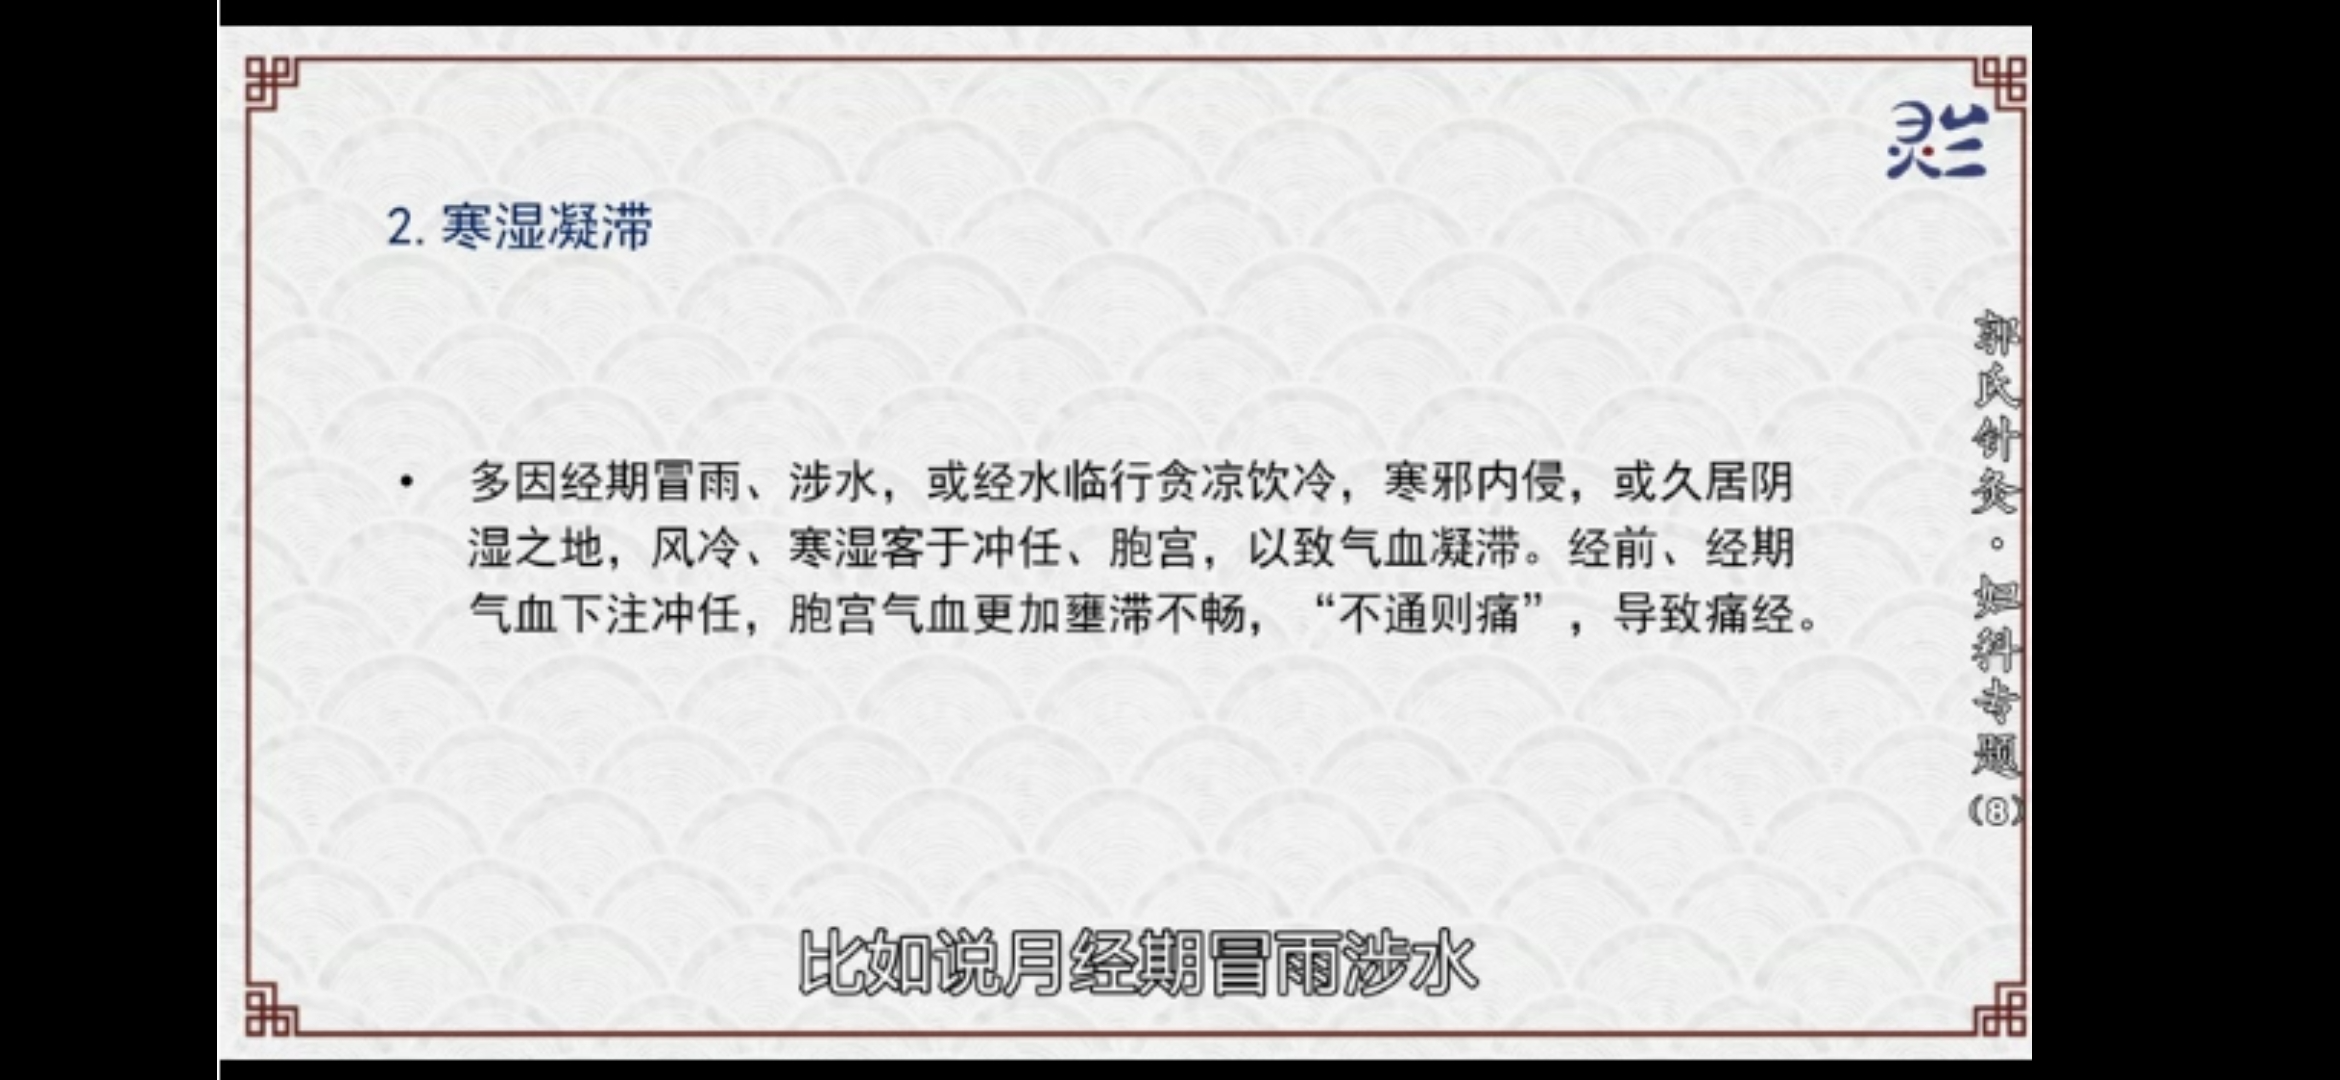 灵兰
2. 寒湿凝滞
• 多因经期冒雨、涉水，或经水临行贪凉饮冷，寒邪内侵，或久居阴
湿之地，风冷、寒湿客于冲任、胞宫，以致气血凝滞。经前、经期
气血下注冲任，胞宫气血更加壅滞不畅，“不通则痛”，导致痛经。
郭氏针灸·妇科专题(8)
比如说月经期冒雨涉水